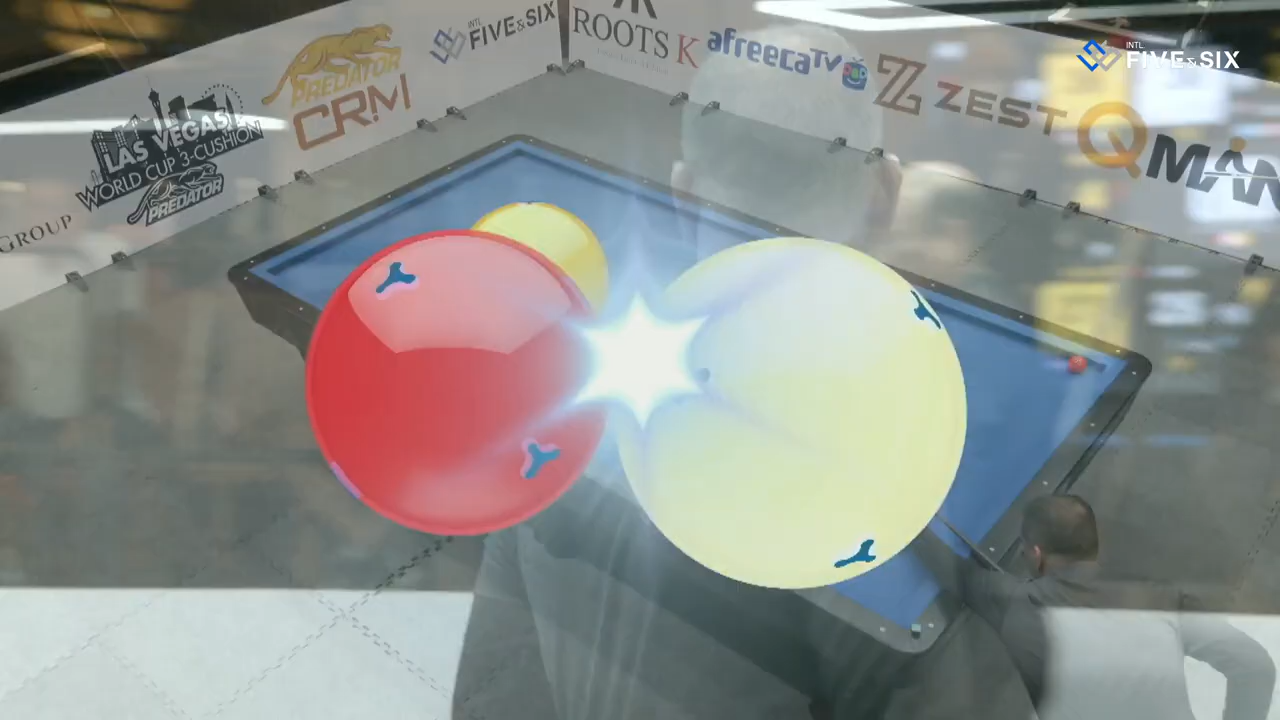 GROUP
LAS VEGAS
WORLD CUP 3-CUSHION
PREDATOR
PREDATOR
CRM
INTL
FIVE&SIX
ROOTS K
afreecaTV
ZEST
QMAN
INTL
FIVE&SIX